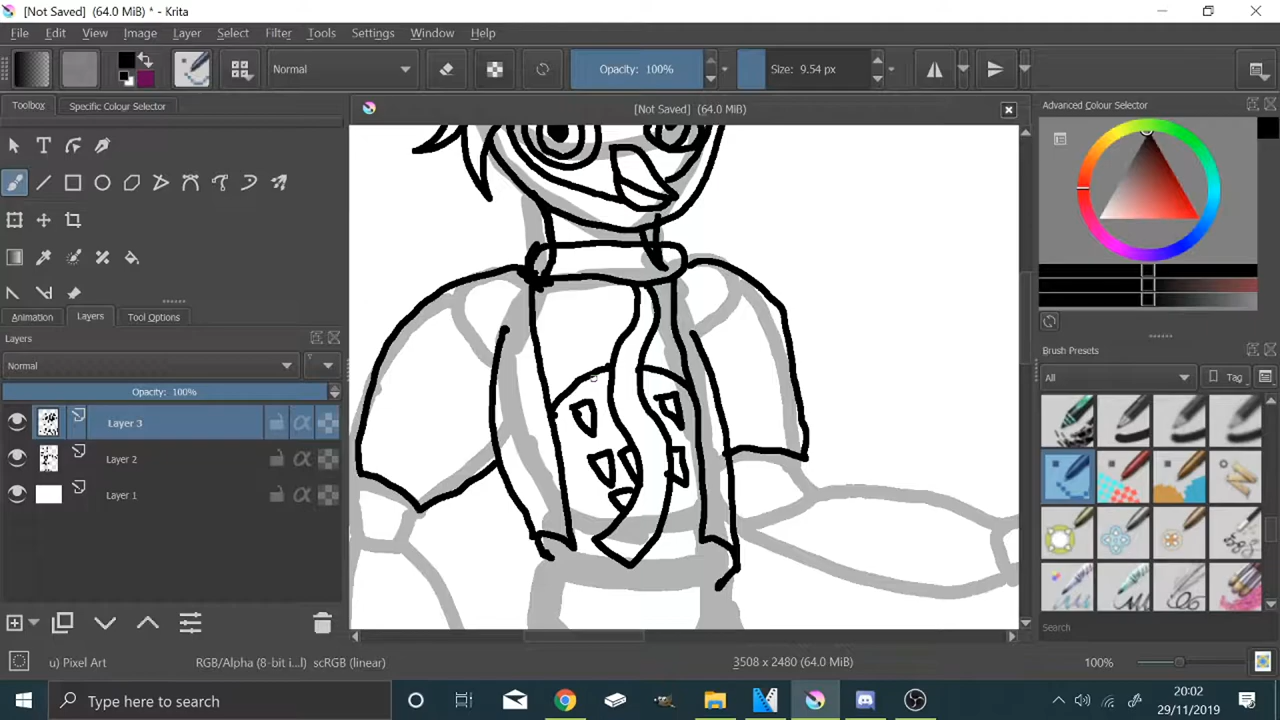 [Not Saved] (64.0 MiB) * - Krita
File Edit View Image Layer Select Filter Tools Settings Window Help
Normal Opacity: 100% Size: 9.54 px
Toolbox Specific Colour Selector
[Not Saved] (64.0 MiB)
Advanced Colour Selector
Animation Layers Tool Options
Layers
Normal
Opacity: 100%
Layer 3
Layer 2
Layer 1
Brush Presets
All Tag
Search
u) Pixel Art RGB/Alpha (8-bit i...l) scRGB (linear) 3508 x 2480 (64.0 MiB) 100%
Type here to search
20:02
29/11/2019